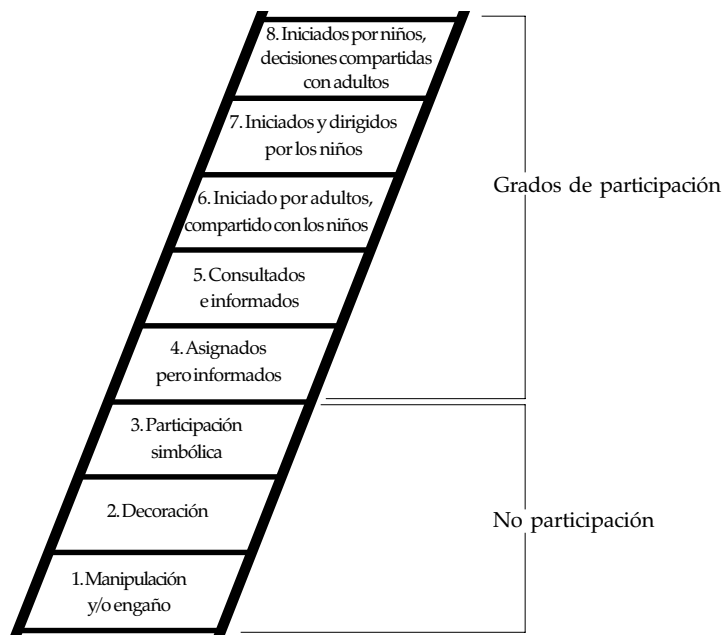 8. Iniciados por niños,
decisiones compartidas
con adultos
7. Iniciados y dirigidos
por los niños
6. Iniciado por adultos,
compartido con los niños
5. Consultados
e informados
4. Asignados
pero informados
3. Participación
simbólica
2. Decoración
1. Manipulación
y/o engaño
Grados de participación
No participación